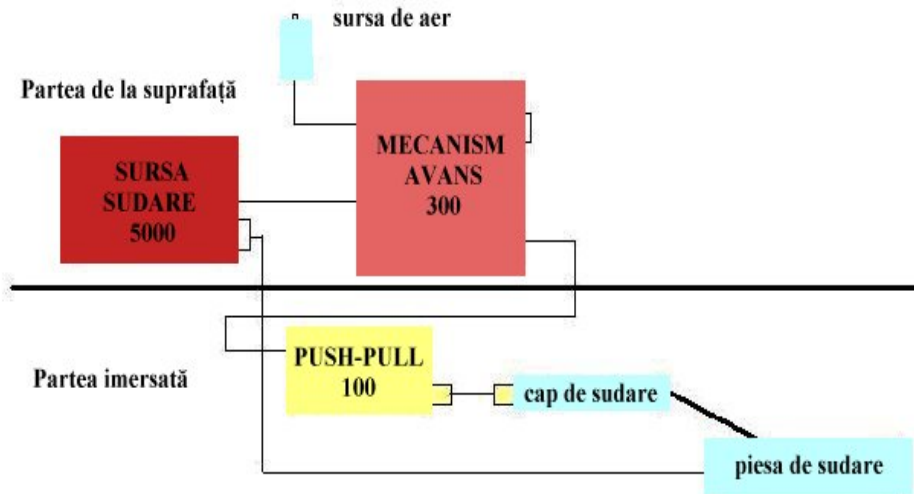 sursa de aer
Partea de la suprafață
MECANISM
AVANS
300
SURSA
SUDARE
5000
Partea imersată
PUSH-PULL
100
cap de sudare
piesa de sudare